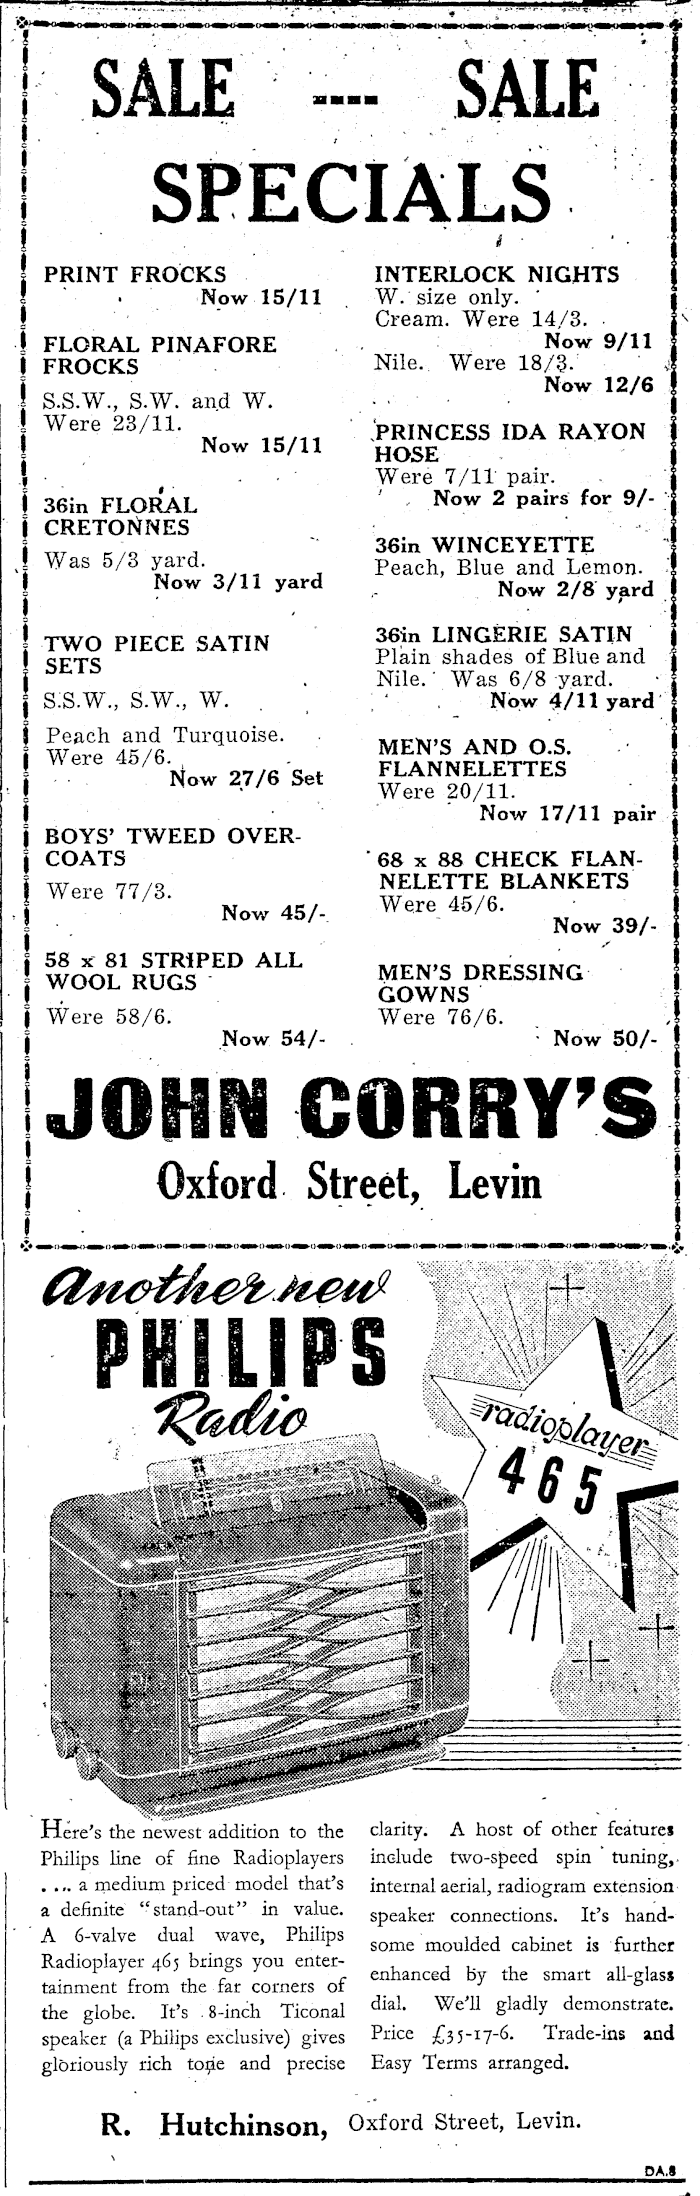 SALE ---- SALE
SPECIALS
PRINT FROCKS
Now 15/11
FLORAL PINAFORE
FROCKS
S.S.W., S.W. and W.
Were 23/11.
Now 15/11
36in FLORAL
CRETONNES
Was 5/3 yard.
Now 3/11 yard
TWO PIECE SATIN
SETS
S.S.W., S.W., W.
Peach and Turquoise.
Were 45/6.
Now 27/6 Set
BOYS' TWEED OVER-
COATS
Were 77/3.
Now 45/-
58 x 81 STRIPED ALL
WOOL RUGS
Were 58/6.
Now 54/-
INTERLOCK NIGHTS
W. size only.
Cream. Were 14/3.
Now 9/11
Nile. Were 18/3.
Now 12/6
PRINCESS IDA RAYON
HOSE
Were 7/11 pair.
Now 2 pairs for 9/-
36in WINCEYETTE
Peach, Blue and Lemon.
Now 2/8 yard
36in LINGERIE SATIN
Plain shades of Blue and
Nile. Was 6/8 yard.
Now 4/11 yard
MEN'S AND O.S.
FLANNELETTES
Were 20/11.
Now 17/11 pair
68 x 88 CHECK FLAN-
NELETTE BLANKETS
Were 45/6.
Now 39/-
MEN'S DRESSING
GOWNS
Were 76/6.
Now 50/-
JOHN CORRY'S
Oxford Street, Levin
Another new
PHILIPS
Radio
radioplayer
465
Here's the newest addition to the
Philips line of fine Radioplayers
. . . . a medium priced model that's
a definite "stand-out" in value.
A 6-valve dual wave, Philips
Radioplayer 465 brings you enter-
tainment from the far corners of
the globe. It's 8-inch Ticonal
speaker (a Philips exclusive) gives
gloriously rich tone and precise
clarity. A host of other features
include two-speed spin tuning,
internal aerial, radiogram extension
speaker connections. It's hand-
some moulded cabinet is further
enhanced by the smart all-glass
dial. We'll gladly demonstrate.
Price £35-17-6. Trade-ins and
Easy Terms arranged.
R. Hutchinson, Oxford Street, Levin.
DA.8